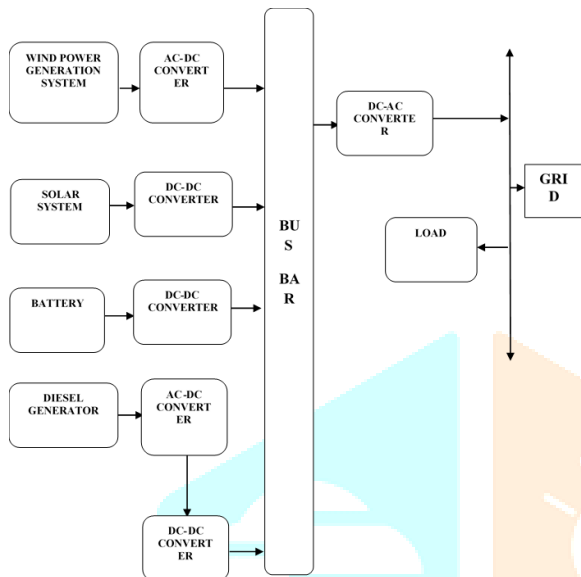 WIND POWER
GENERATION
SYSTEM
AC-DC
CONVERT
ER
SOLAR
SYSTEM
DC-DC
CONVERTER
BATTERY
DC-DC
CONVERTER
DIESEL
GENERATOR
AC-DC
CONVERT
ER
DC-DC
CONVERT
ER
BU
S
BA
R
DC-AC
CONVERTE
R
LOAD
GRI
D